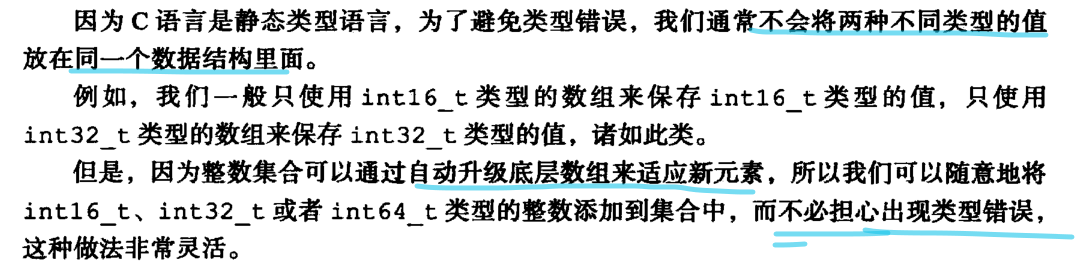 因为 C 语言是静态类型语言，为了避免类型错误，我们通常不会将两种不同类型的值
放在同一个数据结构里面。
例如，我们一般只使用 int16_t 类型的数组来保存 int16_t 类型的值，只使用
int32_t 类型的数组来保存 int32_t 类型的值，诸如此类。
但是，因为整数集合可以通过自动升级底层数组来适应新元素，所以我们可以随意地将
int16_t、int32_t 或者 int64_t 类型的整数添加到集合中，而不必担心出现类型错误，
这种做法非常灵活。